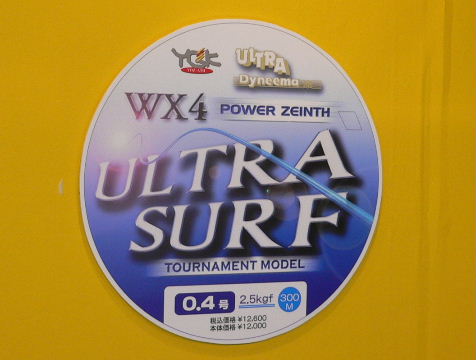 YGK
ULTRA
Dyneema
WX4 POWER ZEINTH
ULTRA
SURF
TOURNAMENT MODEL
0.4号 2.5kgf 300M
税込価格 ¥12,600
本体価格 ¥12,000